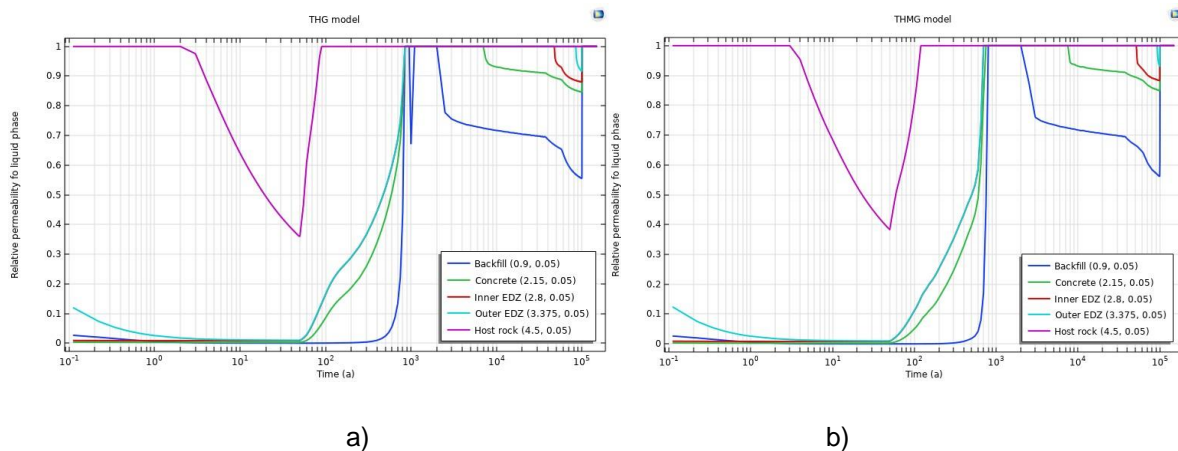 THG model
Relative permeability fo liquid phase
1
0.9
0.8
0.7
0.6
0.5
0.4
0.3
0.2
0.1
0
Backfill (0.9, 0.05)
Concrete (2.15, 0.05)
Inner EDZ (2.8, 0.05)
Outer EDZ (3.375, 0.05)
Host rock (4.5, 0.05)
10⁻¹ 10⁰ 10¹ 10² 10³ 10⁴ 10⁵
Time (a)
a)
THMG model
Relative permeability fo liquid phase
1
0.9
0.8
0.7
0.6
0.5
0.4
0.3
0.2
0.1
0
Backfill (0.9, 0.05)
Concrete (2.15, 0.05)
Inner EDZ (2.8, 0.05)
Outer EDZ (3.375, 0.05)
Host rock (4.5, 0.05)
10⁻¹ 10⁰ 10¹ 10² 10³ 10⁴ 10⁵
Time (a)
b)